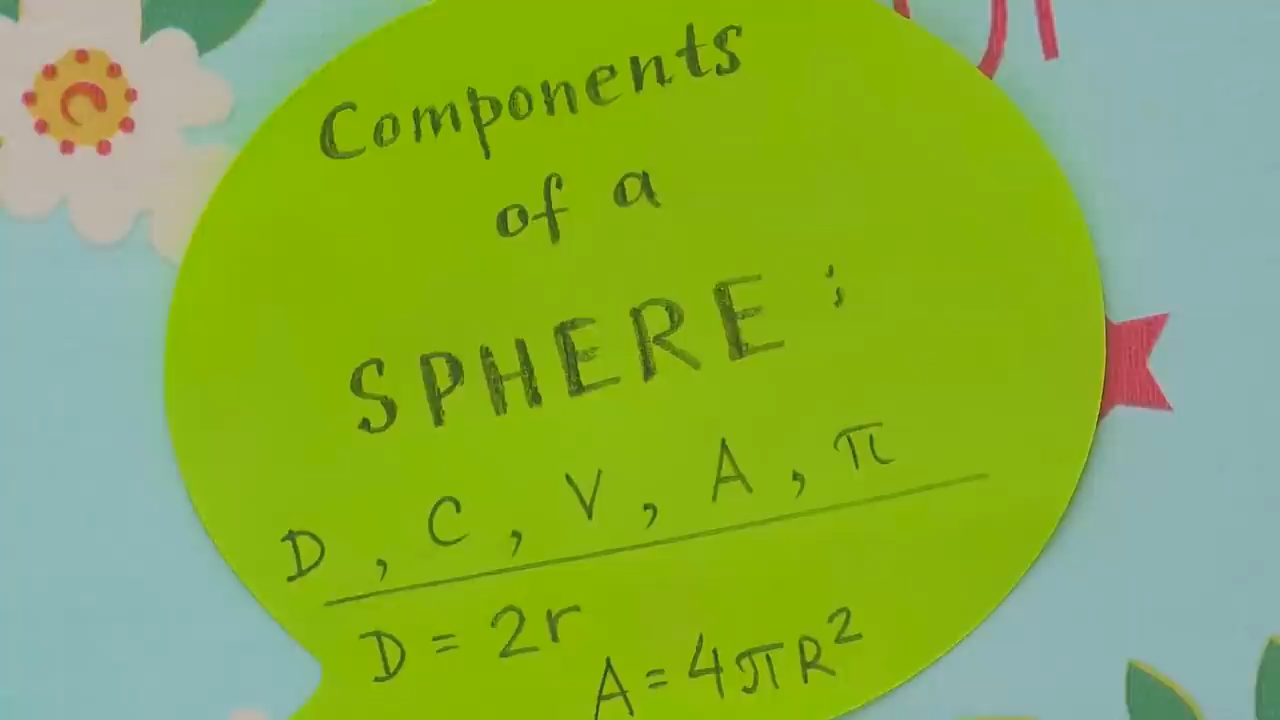 Components
of a
SPHERE:
D, C, V, A, π
D = 2r
A = 4πR²